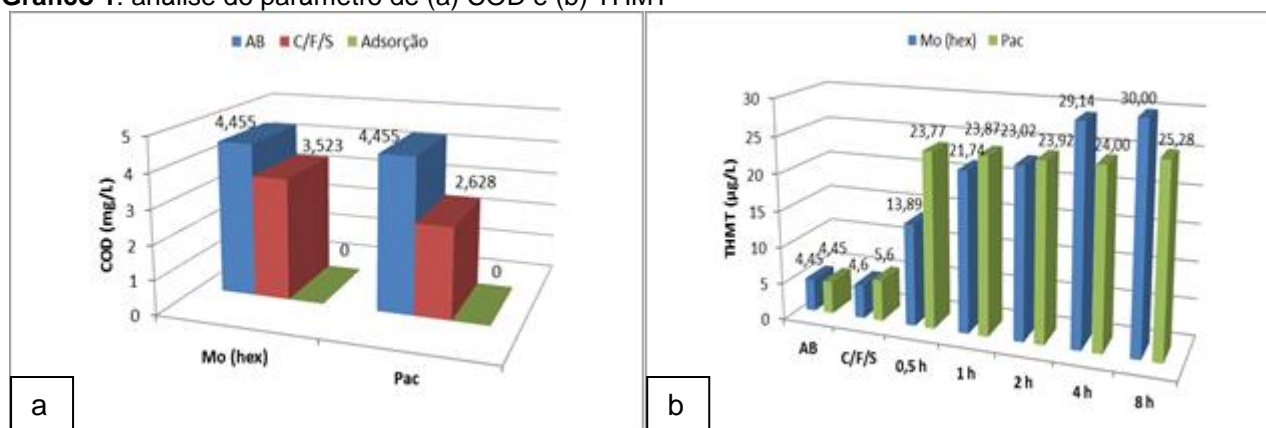 Gráfico 1: análise do parâmetro de (a) COD e (b) THMT
AB C/F/S Adsorção
COD (mg/L)
5
4
3
2
1
0
4,455
3,523
0
4,455
2,628
0
Mo (hex)
Pac
a
Mo (hex) Pac
THMT (µg/L)
30
25
20
15
10
5
0
4,45
4,45
4,6
5,6
13,89
23,77
21,74
23,87
23,02
23,92
29,14
24,00
30,00
25,28
AB
C/F/S
0,5 h
1 h
2 h
4 h
8 h
b